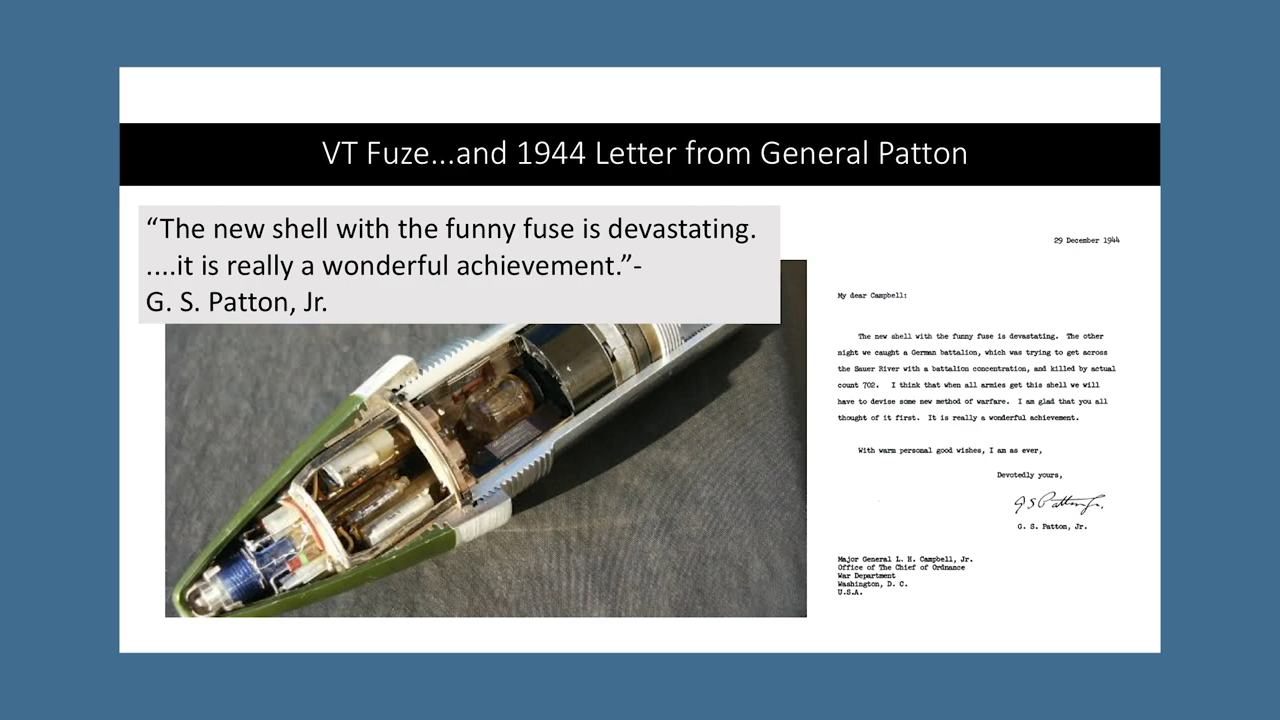 VT Fuze...and 1944 Letter from General Patton
“The new shell with the funny fuse is devastating.
....it is really a wonderful achievement.”-
G. S. Patton, Jr.
29 December 1944
My dear Campbell:
The new shell with the funny fuse is devastating. The other
night we caught a German battalion, which was trying to get across
the Sauer River with a battalion concentration, and killed by actual
count 702. I think that when all armies get this shell we will
have to devise some new method of warfare. I am glad that you all
thought of it first. It is really a wonderful achievement.
With warm personal good wishes, I am as ever,
Devotedly yours,
G S Patton Jr.
G. S. Patton, Jr.
Major General L. H. Campbell, Jr.
Office of The Chief of Ordnance
War Department
Washington, D. C.
U.S.A.